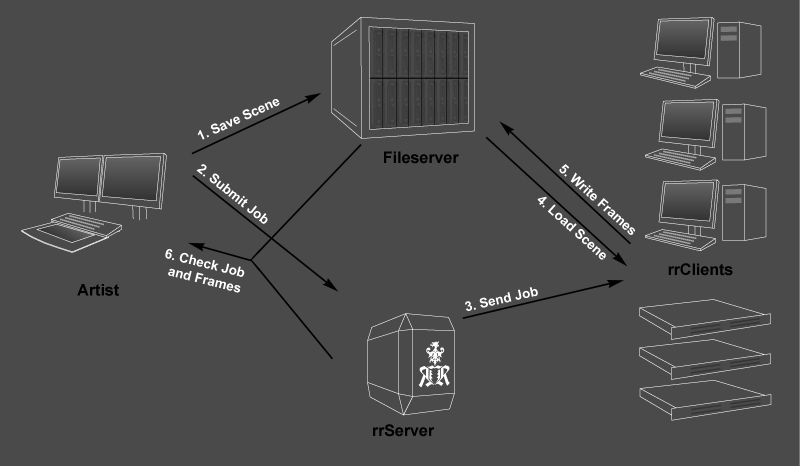 Fileserver
1. Save Scene
2. Submit Job
5. Write Frames
4. Load Scene
6. Check Job
and Frames
rrClients
Artist
3. Send Job
rrServer